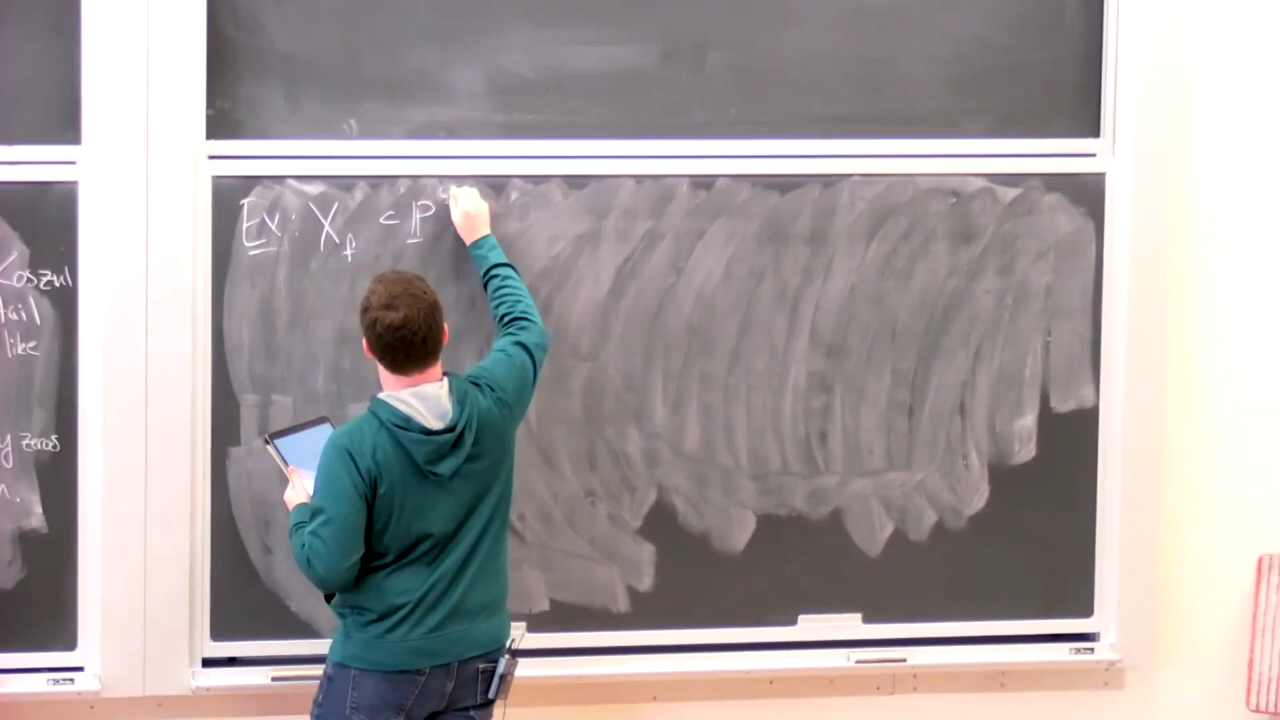 Koszul
tail
like
y zeros
n.
Ex: X_f ⊂ ℙ